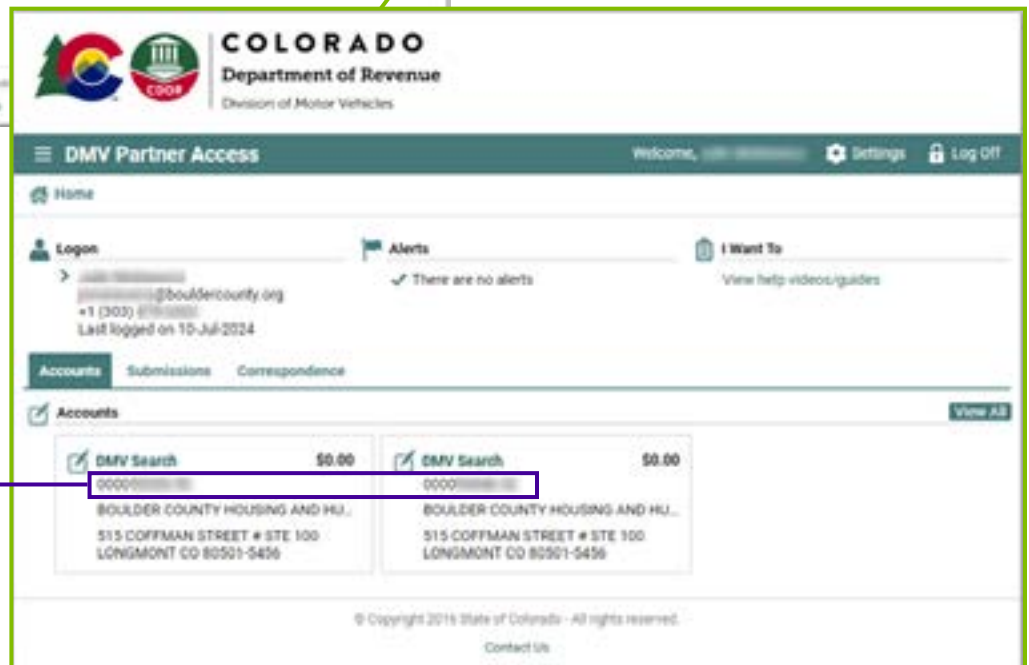 COLORADO
Department of Revenue
Division of Motor Vehicles
CDOR
DMV Partner Access
Welcome,
Settings
Log Off
Home
Logon
Alerts
I Want To
There are no alerts
View help videos/guides
@bouldercounty.org
+1 (303)
Last logged on 10-Jul-2024
Accounts
Submissions
Correspondence
Accounts
View All
DMV Search $0.00
0000
BOULDER COUNTY HOUSING AND HU...
515 COFFMAN STREET # STE 100
LONGMONT CO 80501-5456
DMV Search $0.00
0000
BOULDER COUNTY HOUSING AND HU...
515 COFFMAN STREET # STE 100
LONGMONT CO 80501-5456
© Copyright 2016 State of Colorado - All rights reserved.
Contact Us